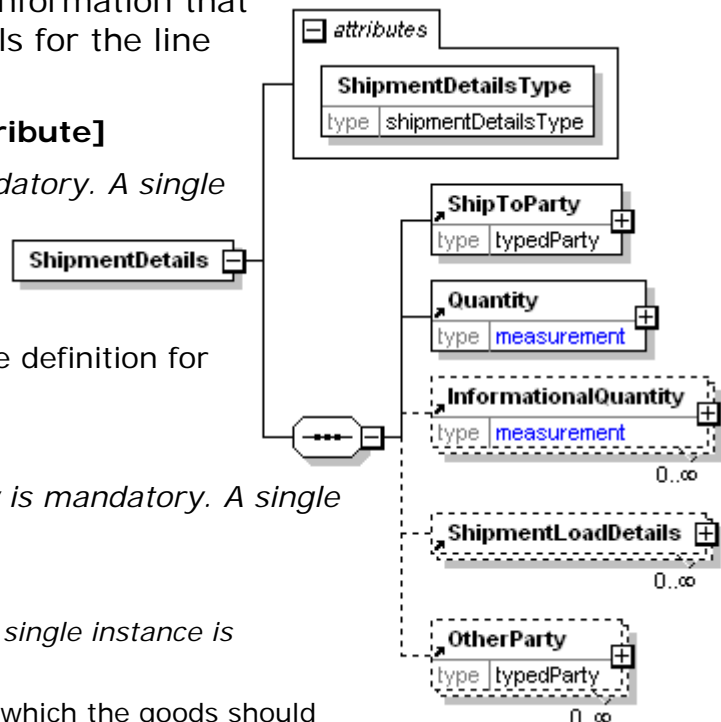 information that
ls for the line
ribute]
datory. A single
e definition for
is mandatory. A single
single instance is
which the goods should
attributes
ShipmentDetailsType
type shipmentDetailsType
ShipmentDetails
ShipToParty
type typedParty
Quantity
type measurement
InformationalQuantity
type measurement
0..∞
ShipmentLoadDetails
0..∞
OtherParty
type typedParty
0..∞